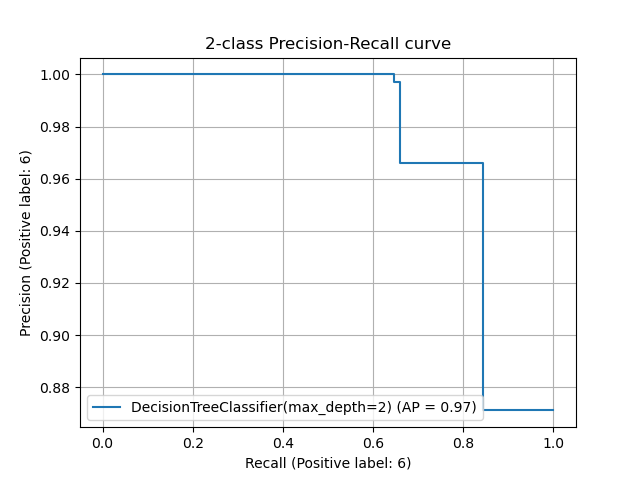 2-class Precision-Recall curve
1.00
0.98
0.96
0.94
0.92
0.90
0.88
Precision (Positive label: 6)
DecisionTreeClassifier(max_depth=2) (AP = 0.97)
0.0 0.2 0.4 0.6 0.8 1.0
Recall (Positive label: 6)